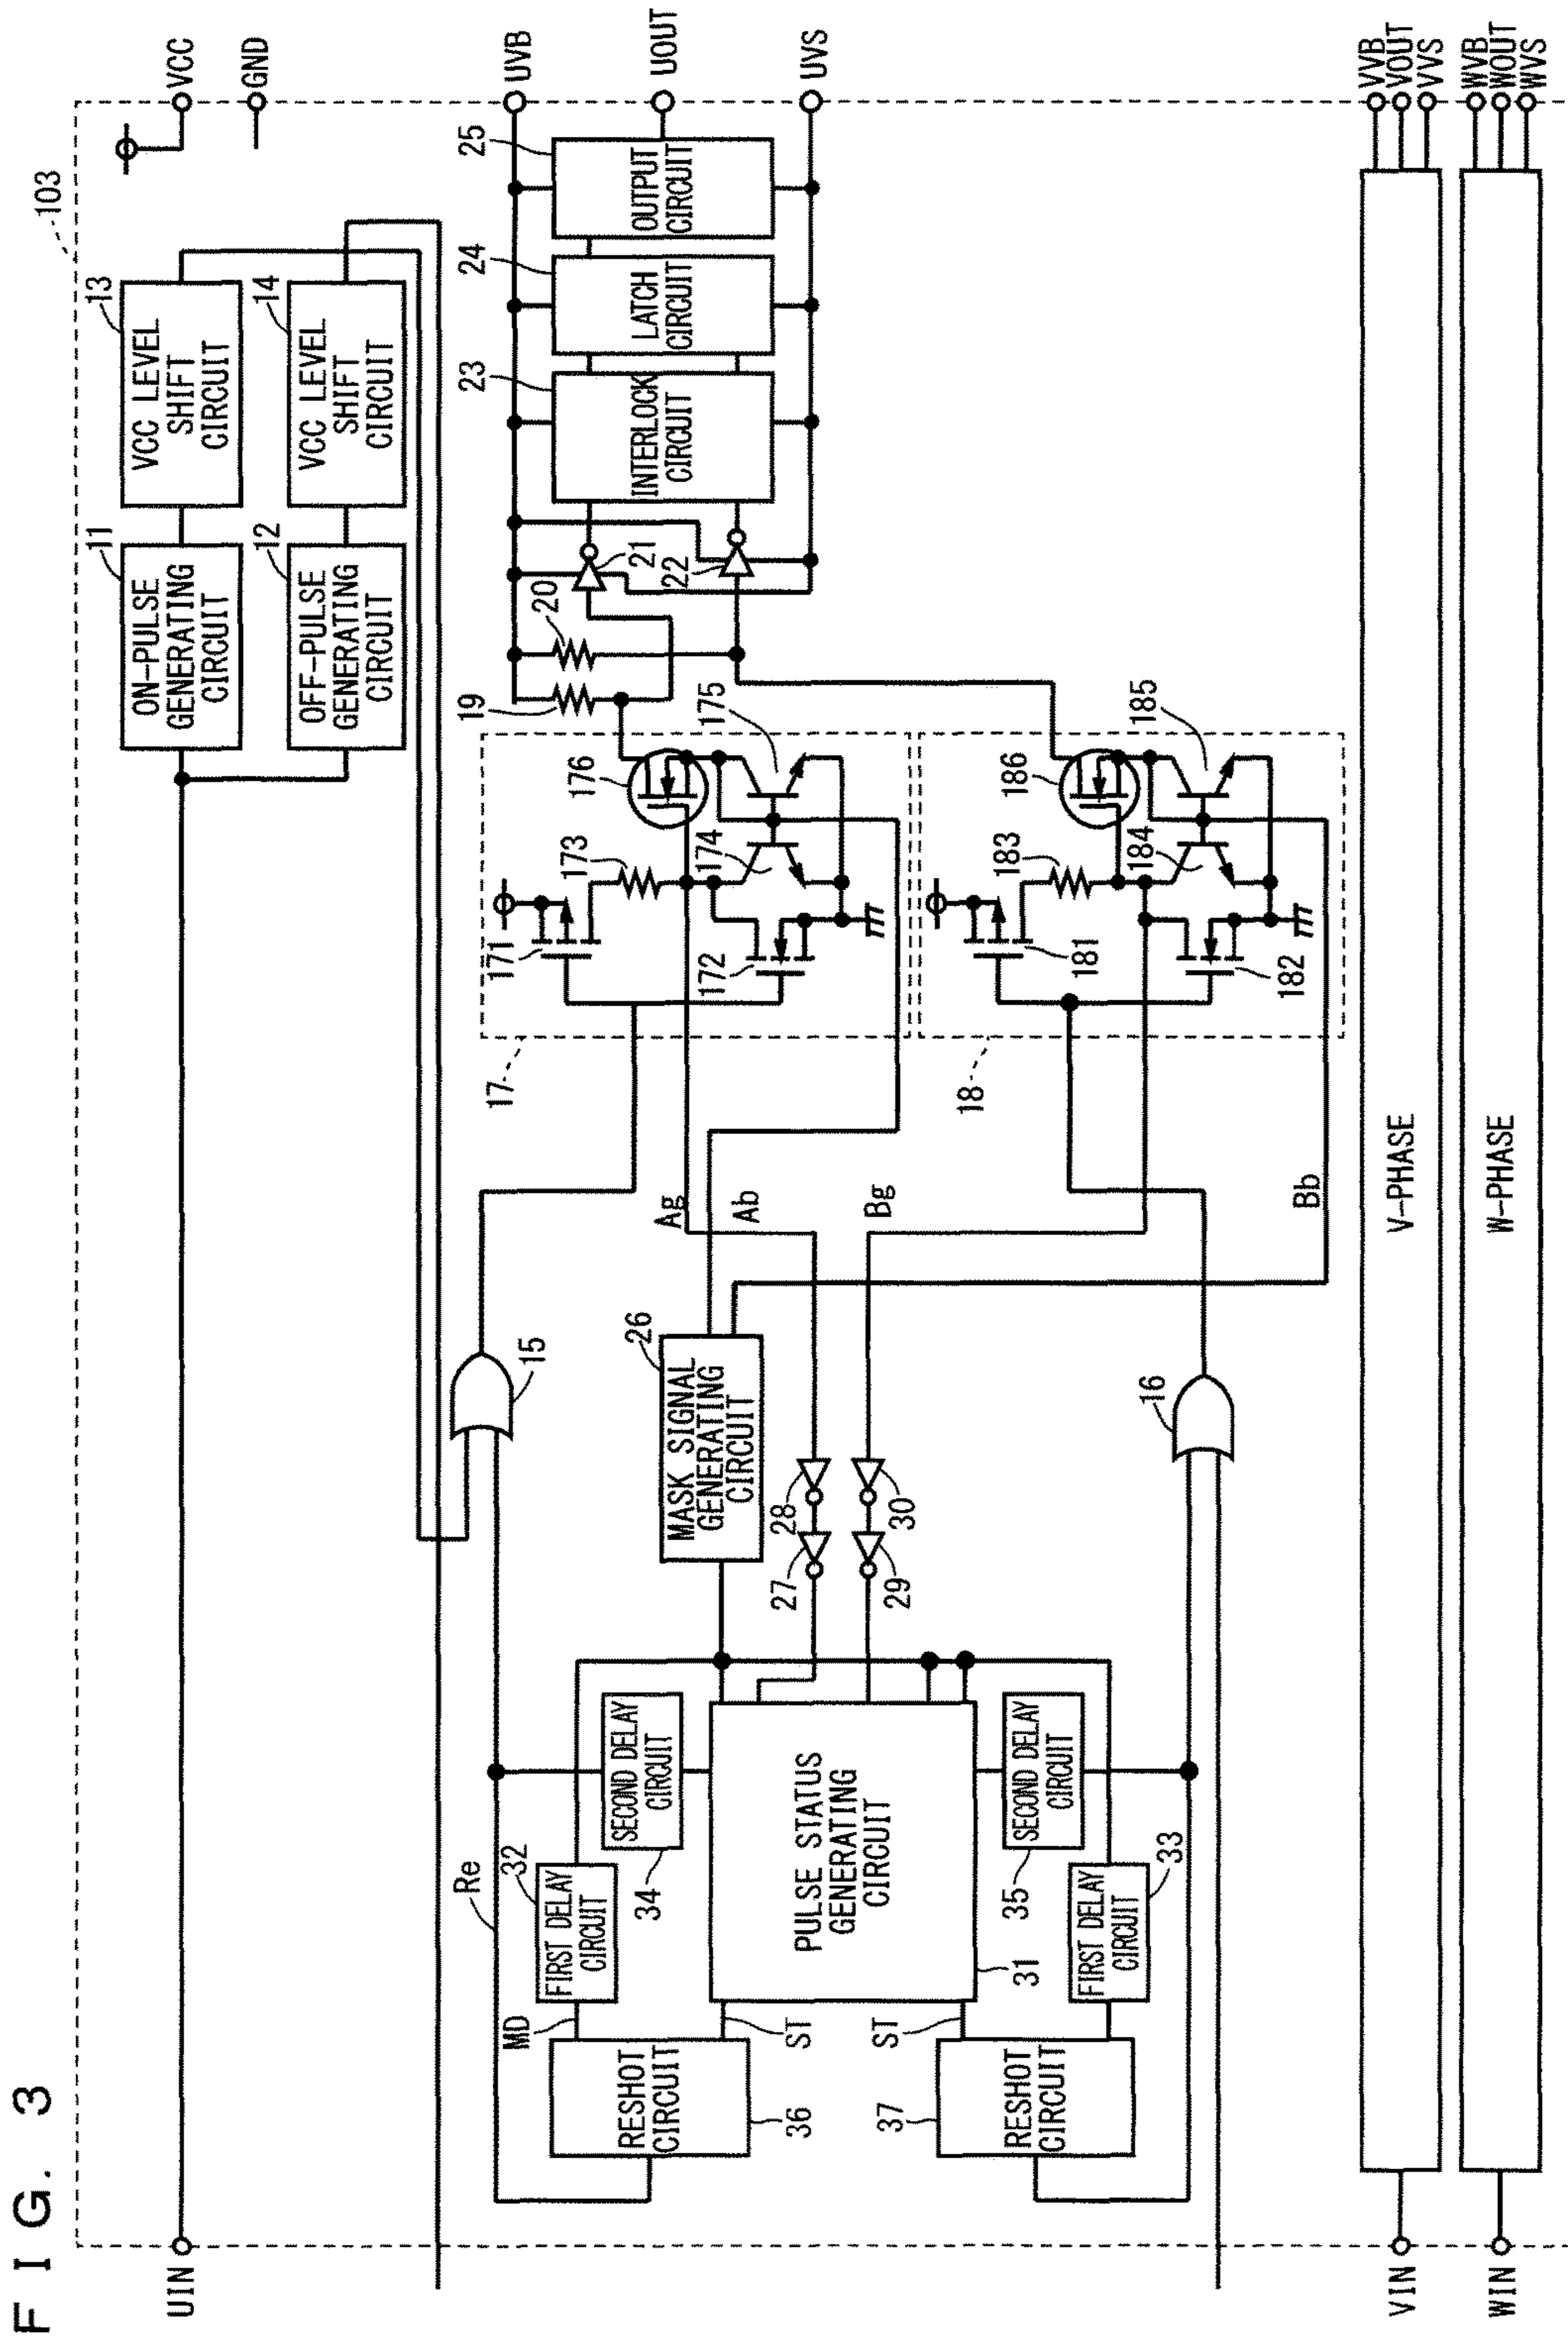 FIG. 3
103
UIN
11
ON-PULSE
GENERATING
CIRCUIT
13
VCC LEVEL
SHIFT
CIRCUIT
VCC
GND
12
OFF-PULSE
GENERATING
CIRCUIT
14
VCC LEVEL
SHIFT
CIRCUIT
Re
15
17
171
172
173
174
175
176
19
20
21
22
23
INTERLOCK
CIRCUIT
24
LATCH
CIRCUIT
25
OUTPUT
CIRCUIT
UVB
UOUT
UVS
MD
32
FIRST DELAY
CIRCUIT
34
SECOND DELAY
CIRCUIT
26
MASK SIGNAL
GENERATING
CIRCUIT
Ag
Ab
Bg
Bb
27
28
29
30
RESHOT
CIRCUIT
36
ST
PULSE STATUS
GENERATING
CIRCUIT
31
ST
37
RESHOT
CIRCUIT
35
SECOND DELAY
CIRCUIT
33
FIRST DELAY
CIRCUIT
16
18
181
182
183
184
185
186
VIN
V-PHASE
VVB
VOUT
VVS
WIN
W-PHASE
WVB
WOUT
WVS